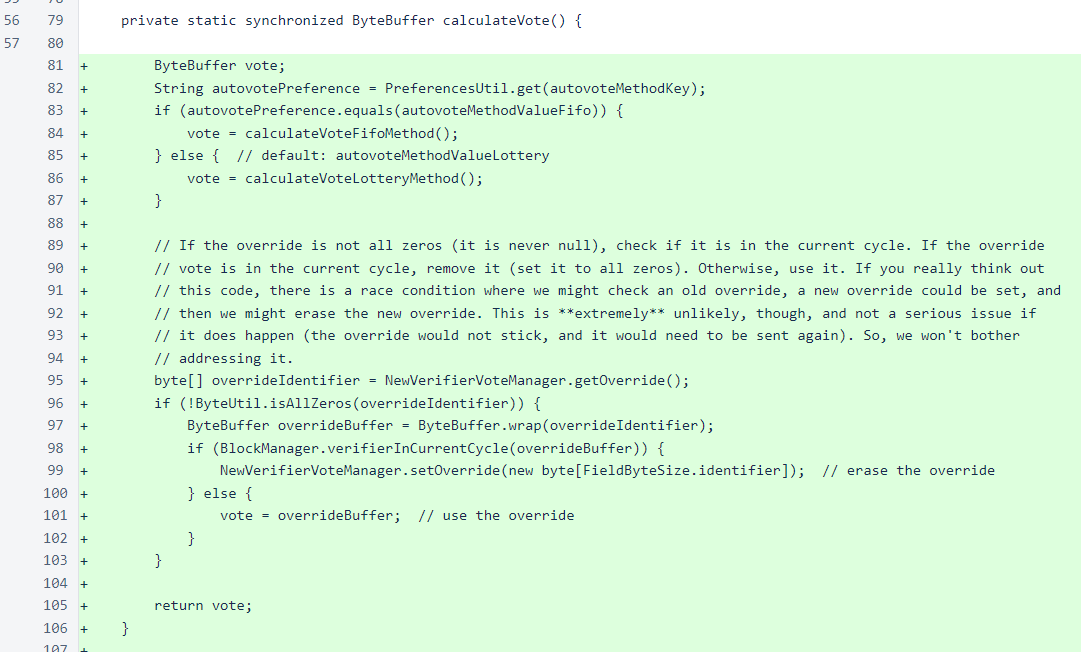 56 79 private static synchronized ByteBuffer calculateVote() {
57 80
81 + ByteBuffer vote;
82 + String autovotePreference = PreferencesUtil.get(autovoteMethodKey);
83 + if (autovotePreference.equals(autovoteMethodValueFifo)) {
84 + vote = calculateVoteFifoMethod();
85 + } else {  // default: autovoteMethodValueLottery
86 + vote = calculateVoteLotteryMethod();
87 + }
88 +
89 + // If the override is not all zeros (it is never null), check if it is in the current cycle. If the override
90 + // vote is in the current cycle, remove it (set it to all zeros). Otherwise, use it. If you really think out
91 + // this code, there is a race condition where we might check an old override, a new override could be set, and
92 + // then we might erase the new override. This is **extremely** unlikely, though, and not a serious issue if
93 + // it does happen (the override would not stick, and it would need to be sent again). So, we won't bother
94 + // addressing it.
95 + byte[] overrideIdentifier = NewVerifierVoteManager.getOverride();
96 + if (!ByteUtil.isAllZeros(overrideIdentifier)) {
97 + ByteBuffer overrideBuffer = ByteBuffer.wrap(overrideIdentifier);
98 + if (BlockManager.verifierInCurrentCycle(overrideBuffer)) {
99 + NewVerifierVoteManager.setOverride(new byte[FieldByteSize.identifier]);  // erase the override
100 + } else {
101 + vote = overrideBuffer;  // use the override
102 + }
103 + }
104 +
105 + return vote;
106 + }
107 +